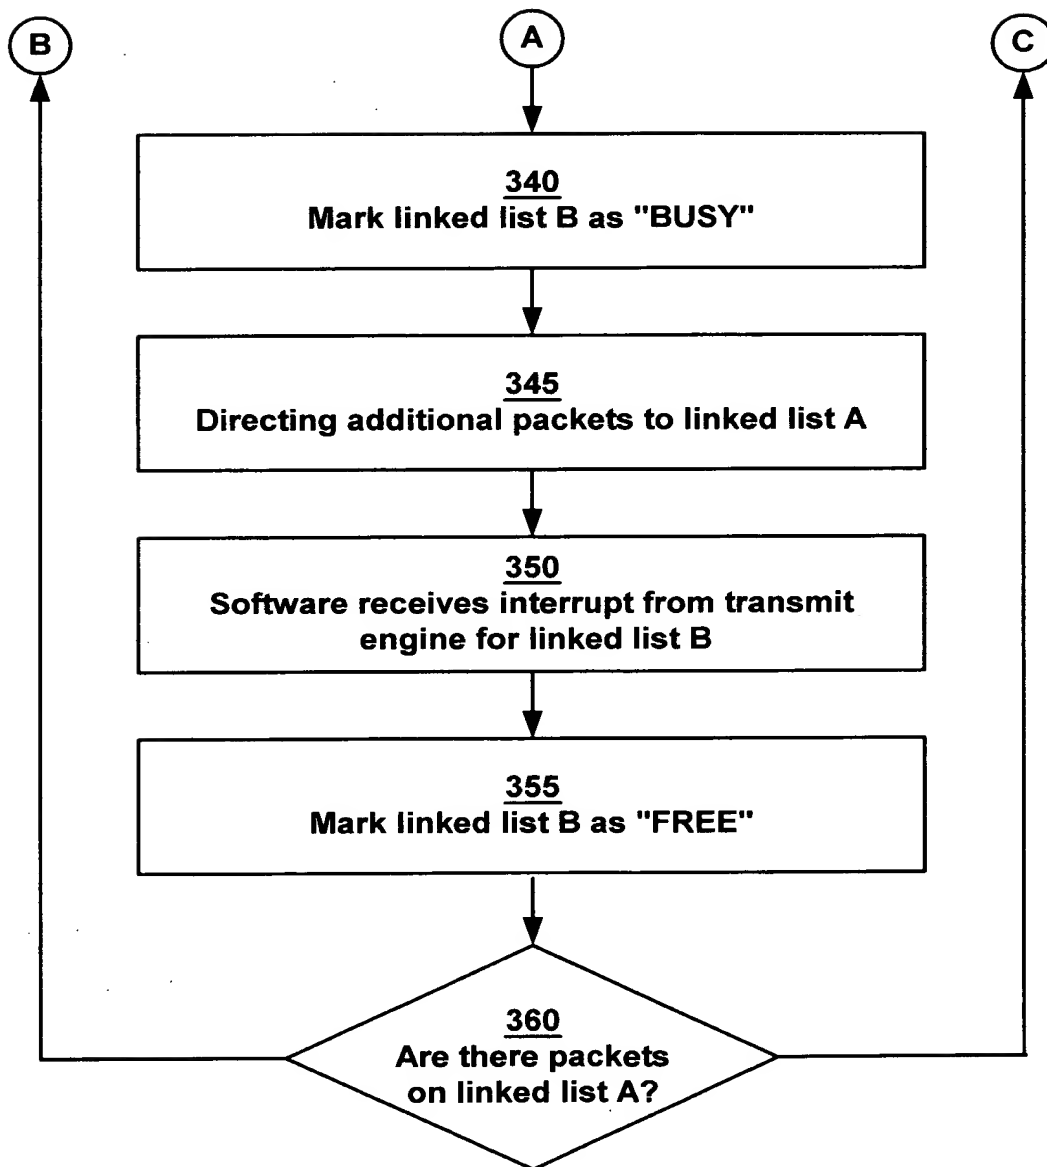 B
A
C
340
Mark linked list B as "BUSY"
345
Directing additional packets to linked list A
350
Software receives interrupt from transmit
engine for linked list B
355
Mark linked list B as "FREE"
360
Are there packets
on linked list A?